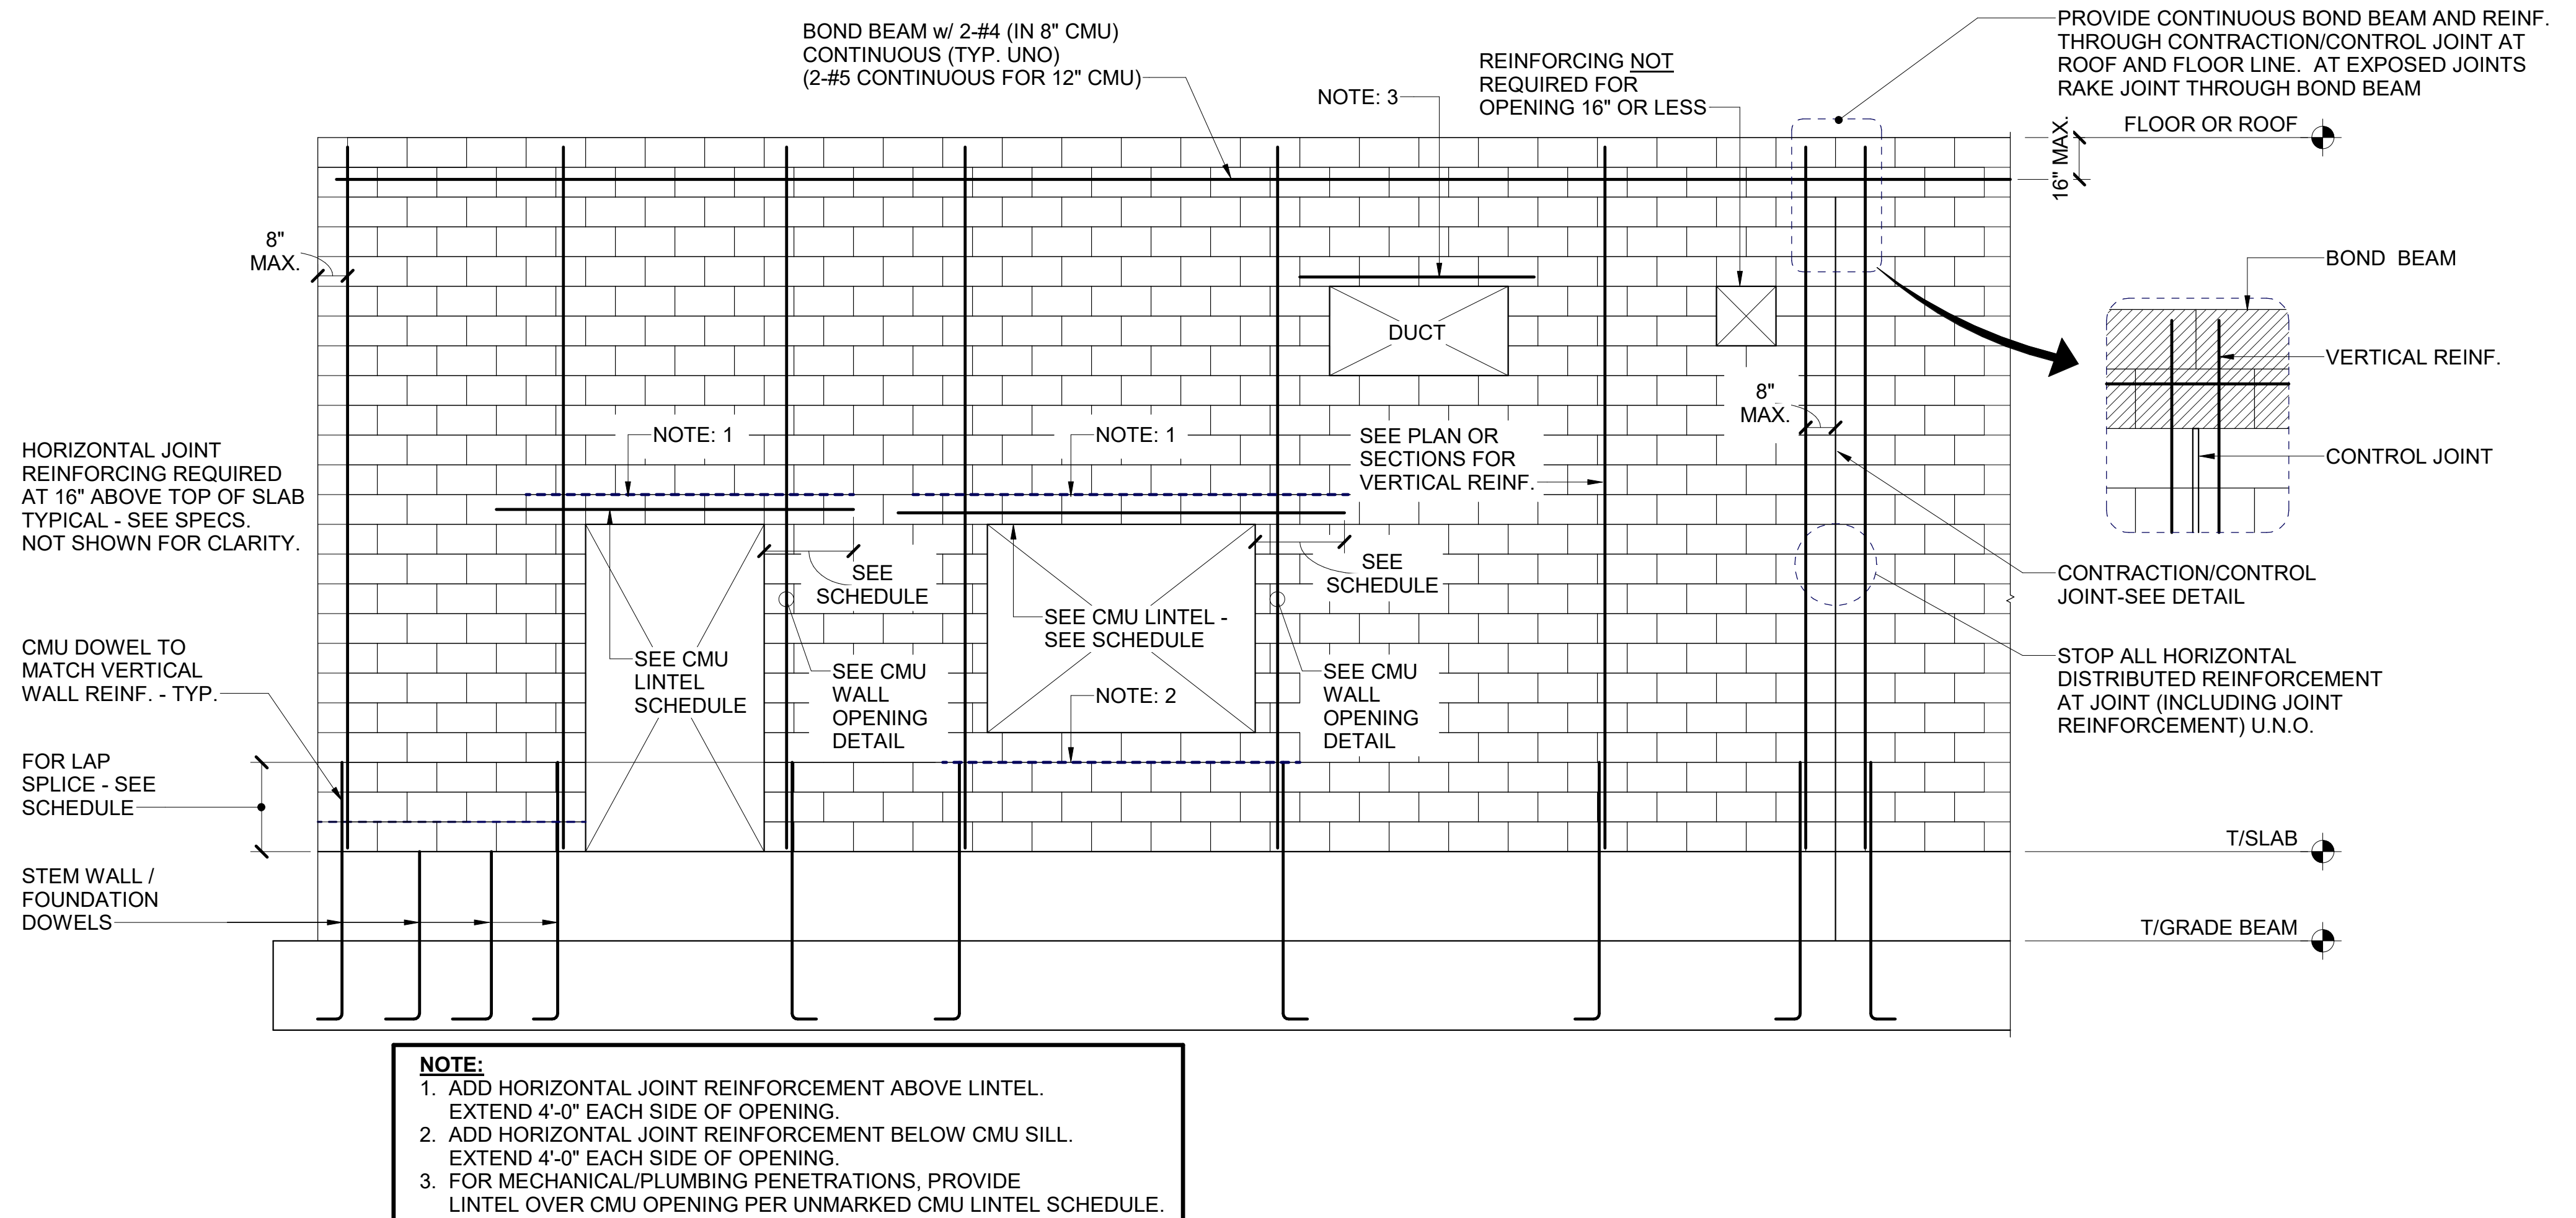 BOND BEAM w/ 2-#4 (IN 8" CMU)
CONTINUOUS (TYP. UNO)
(2-#5 CONTINUOUS FOR 12" CMU)
NOTE: 3
REINFORCING NOT
REQUIRED FOR
OPENING 16" OR LESS
PROVIDE CONTINUOUS BOND BEAM AND REINF.
THROUGH CONTRACTION/CONTROL JOINT AT
ROOF AND FLOOR LINE. AT EXPOSED JOINTS
RAKE JOINT THROUGH BOND BEAM
FLOOR OR ROOF
16" MAX.
8"
MAX.
DUCT
BOND BEAM
VERTICAL REINF.
CONTROL JOINT
8"
MAX.
HORIZONTAL JOINT
REINFORCING REQUIRED
AT 16" ABOVE TOP OF SLAB
TYPICAL - SEE SPECS.
NOT SHOWN FOR CLARITY.
NOTE: 1
NOTE: 1
SEE PLAN OR
SECTIONS FOR
VERTICAL REINF.
SEE
SCHEDULE
SEE
SCHEDULE
CONTRACTION/CONTROL
JOINT-SEE DETAIL
SEE CMU LINTEL -
SEE SCHEDULE
CMU DOWEL TO
MATCH VERTICAL
WALL REINF. - TYP.
SEE CMU
LINTEL
SCHEDULE
SEE CMU
WALL
OPENING
DETAIL
NOTE: 2
SEE CMU
WALL
OPENING
DETAIL
STOP ALL HORIZONTAL
DISTRIBUTED REINFORCEMENT
AT JOINT (INCLUDING JOINT
REINFORCEMENT) U.N.O.
FOR LAP
SPLICE - SEE
SCHEDULE
T/SLAB
STEM WALL /
FOUNDATION
DOWELS
T/GRADE BEAM
NOTE:
1. ADD HORIZONTAL JOINT REINFORCEMENT ABOVE LINTEL.
EXTEND 4'-0" EACH SIDE OF OPENING.
2. ADD HORIZONTAL JOINT REINFORCEMENT BELOW CMU SILL.
EXTEND 4'-0" EACH SIDE OF OPENING.
3. FOR MECHANICAL/PLUMBING PENETRATIONS, PROVIDE
LINTEL OVER CMU OPENING PER UNMARKED CMU LINTEL SCHEDULE.